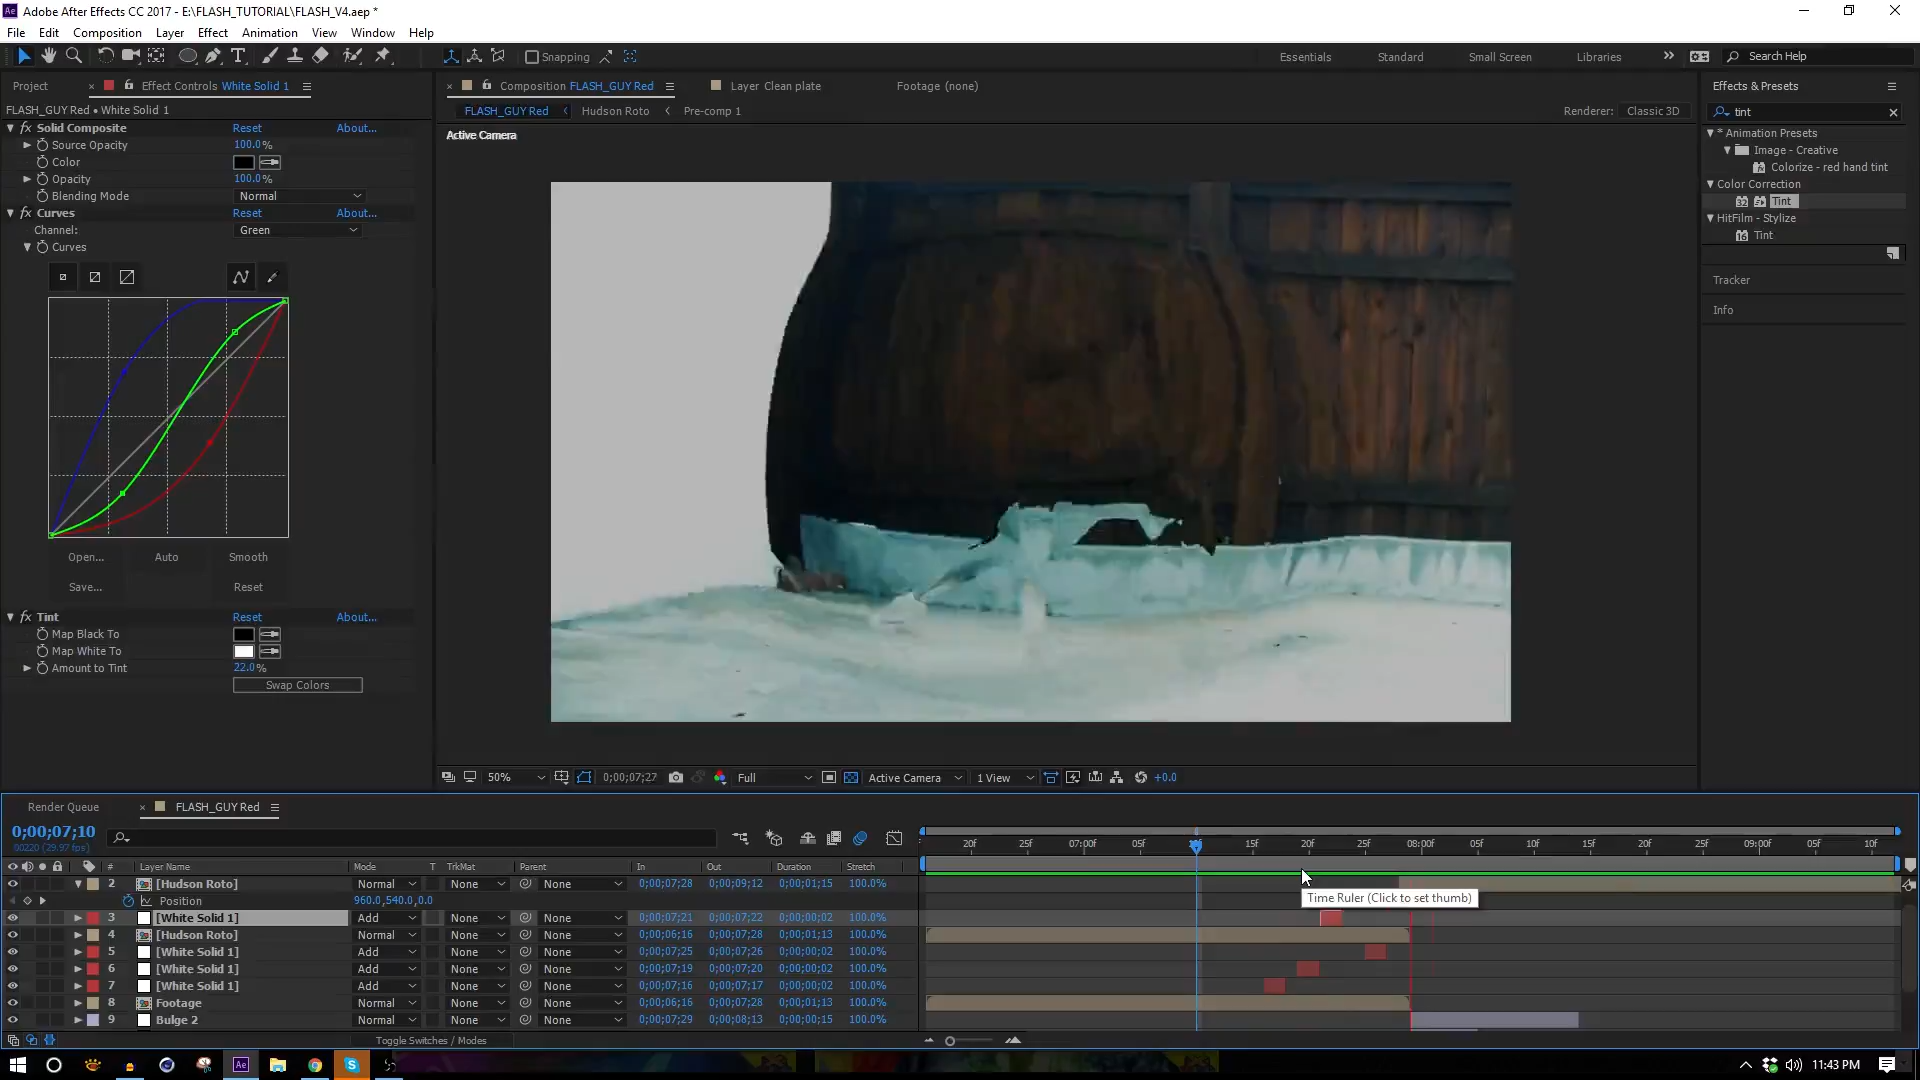 Adobe After Effects CC 2017 - E:\FLASH_TUTORIAL\FLASH_V4.aep *
File Edit Composition Layer Effect Animation View Window Help
Snapping Essentials Standard Small Screen Libraries Search Help
Project Effect Controls White Solid 1 Composition FLASH_GUY Red Layer Clean plate Footage (none) Effects & Presets
FLASH_GUY Red • White Solid 1 FLASH_GUY Red Hudson Roto Pre-comp 1 Renderer: Classic 3D tint
Solid Composite Reset About... Active Camera * Animation Presets
Source Opacity 100.0% Image - Creative
Color Colorize - red hand tint
Opacity 100.0% Color Correction
Blending Mode Normal Tint
Curves Reset About... HitFilm - Stylize
Channel: Green Tint
Curves
Tracker
Info
Open... Auto Smooth
Save... Reset
Tint Reset About...
Map Black To
Map White To
Amount to Tint 22.0%
Swap Colors
50% 0;00;07;27 Full Active Camera 1 View +0.0
Render Queue FLASH_GUY Red
0;00;07;10
00220 (29.97 fps) 20f 25f 07:00f 05f 15f 20f 25f 08:00f 05f 10f 15f 20f 25f 09:00f 05f 10f
# Layer Name Mode T TrkMat Parent In Out Duration Stretch
2 [Hudson Roto] Normal None None 0;00;07;28 0;00;09;12 0;00;01;15 100.0%
Position 960.0,540.0,0.0 Time Ruler (Click to set thumb)
3 [White Solid 1] Add None None 0;00;07;21 0;00;07;22 0;00;00;02 100.0%
4 [Hudson Roto] Normal None None 0;00;06;16 0;00;07;28 0;00;01;13 100.0%
5 [White Solid 1] Add None None 0;00;07;25 0;00;07;26 0;00;00;02 100.0%
6 [White Solid 1] Add None None 0;00;07;19 0;00;07;20 0;00;00;02 100.0%
7 [White Solid 1] Add None None 0;00;07;16 0;00;07;17 0;00;00;02 100.0%
8 Footage Normal None None 0;00;06;16 0;00;07;28 0;00;01;13 100.0%
9 Bulge 2 Normal None None 0;00;07;29 0;00;08;13 0;00;00;15 100.0%
Toggle Switches / Modes
11:43 PM